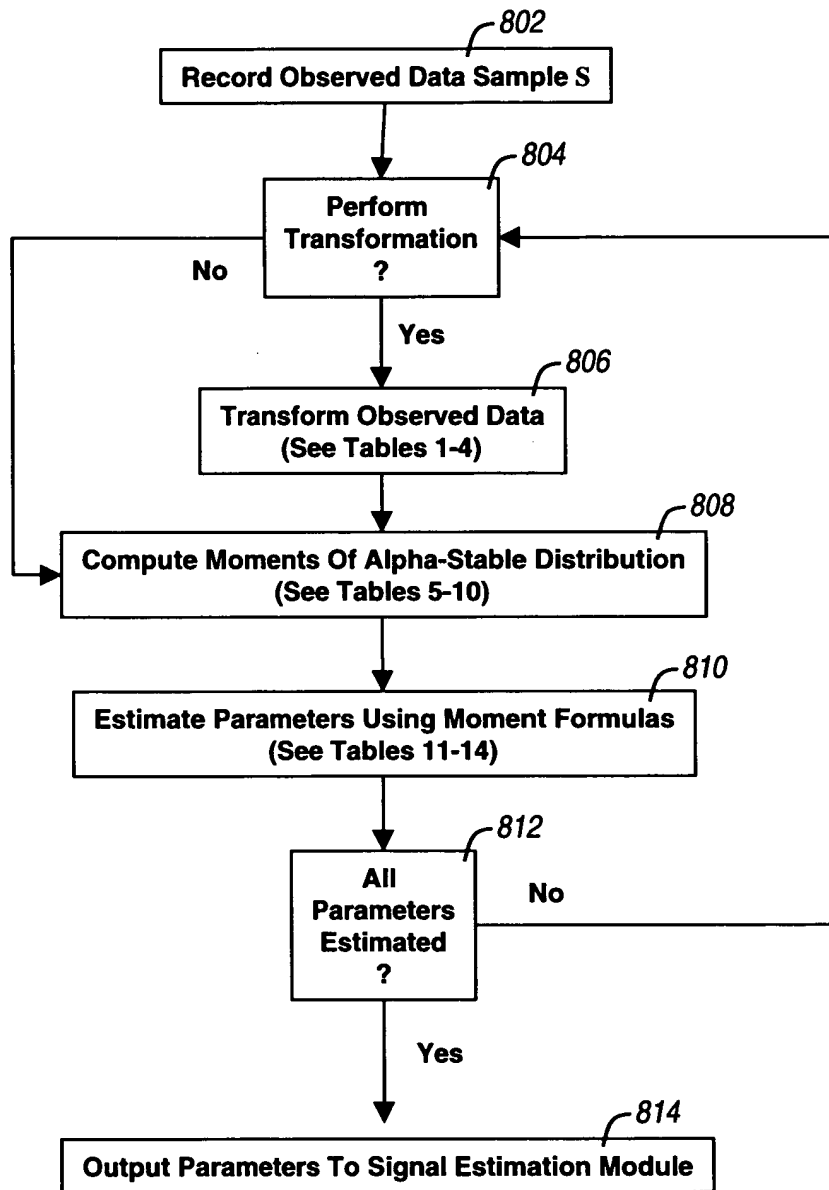 802
Record Observed Data Sample S
804
Perform
Transformation
?
No
Yes
806
Transform Observed Data
(See Tables 1-4)
808
Compute Moments Of Alpha-Stable Distribution
(See Tables 5-10)
810
Estimate Parameters Using Moment Formulas
(See Tables 11-14)
812
All
Parameters
Estimated
?
No
Yes
814
Output Parameters To Signal Estimation Module